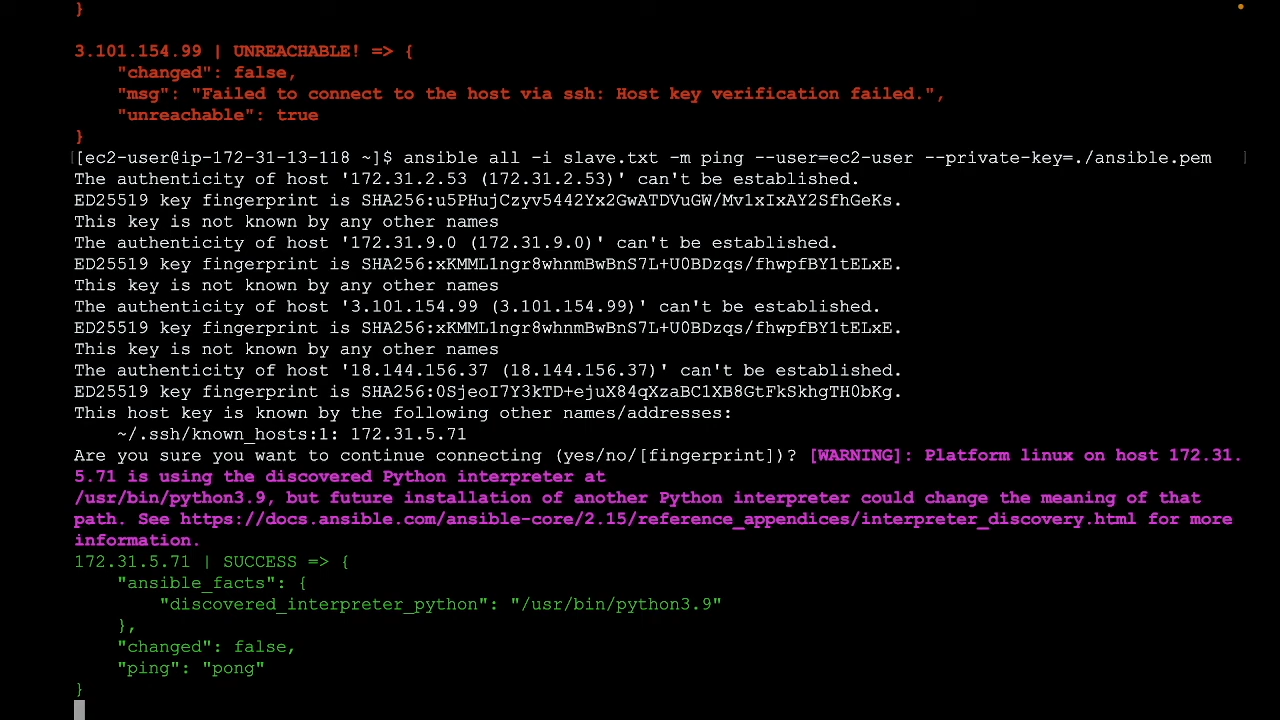 }
3.101.154.99 | UNREACHABLE! => {
    "changed": false,
    "msg": "Failed to connect to the host via ssh: Host key verification failed.",
    "unreachable": true
}
[ec2-user@ip-172-31-13-118 ~]$ ansible all -i slave.txt -m ping --user=ec2-user --private-key=./ansible.pem
The authenticity of host '172.31.2.53 (172.31.2.53)' can't be established.
ED25519 key fingerprint is SHA256:u5PHujCzyv5442Yx2GwATDVuGW/Mv1xIxAY2SfhGeKs.
This key is not known by any other names
The authenticity of host '172.31.9.0 (172.31.9.0)' can't be established.
ED25519 key fingerprint is SHA256:xKMML1ngr8whnmBwBnS7L+U0BDzqs/fhwpfBY1tELxE.
This key is not known by any other names
The authenticity of host '3.101.154.99 (3.101.154.99)' can't be established.
ED25519 key fingerprint is SHA256:xKMML1ngr8whnmBwBnS7L+U0BDzqs/fhwpfBY1tELxE.
This key is not known by any other names
The authenticity of host '18.144.156.37 (18.144.156.37)' can't be established.
ED25519 key fingerprint is SHA256:0SjeoI7Y3kTD+ejuX84qXzaBC1XB8GtFkSkhgTH0bKg.
This host key is known by the following other names/addresses:
    ~/.ssh/known_hosts:1: 172.31.5.71
Are you sure you want to continue connecting (yes/no/[fingerprint])? [WARNING]: Platform linux on host 172.31.
5.71 is using the discovered Python interpreter at
/usr/bin/python3.9, but future installation of another Python interpreter could change the meaning of that
path. See https://docs.ansible.com/ansible-core/2.15/reference_appendices/interpreter_discovery.html for more
information.
172.31.5.71 | SUCCESS => {
    "ansible_facts": {
        "discovered_interpreter_python": "/usr/bin/python3.9"
    },
    "changed": false,
    "ping": "pong"
}